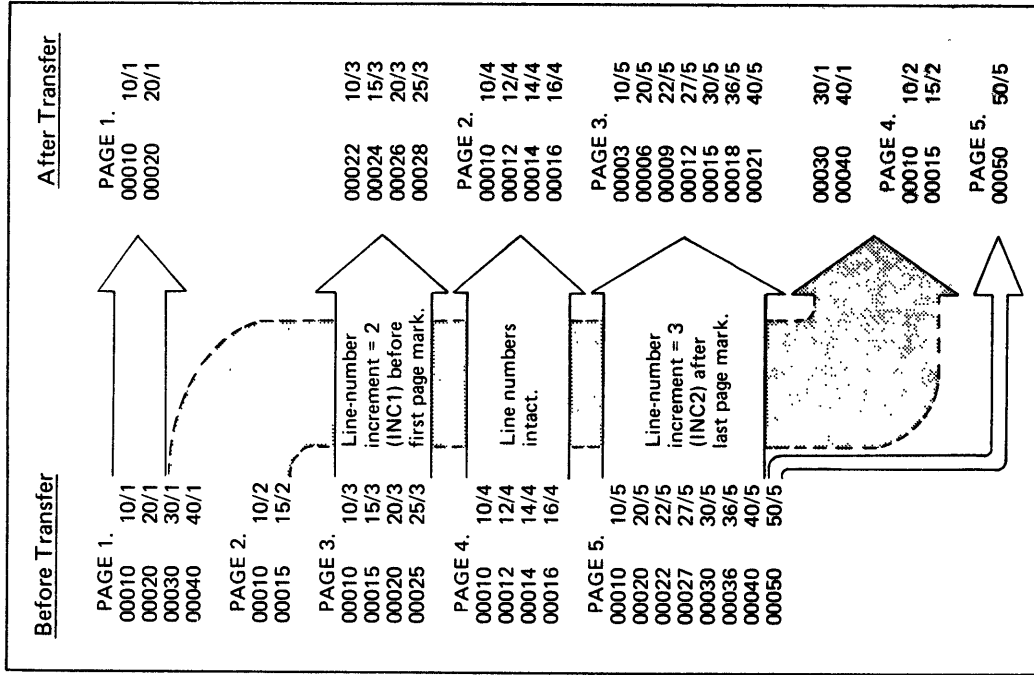 Before Transfer
PAGE 1.
00010 10/1
00020 20/1
00030 30/1
00040 40/1
PAGE 2.
00010 10/2
00015 15/2
PAGE 3.
00010 10/3
00015 15/3
00020 20/3
00025 25/3
PAGE 4.
00010 10/4
00012 12/4
00014 14/4
00016 16/4
PAGE 5.
00010 10/5
00020 20/5
00022 22/5
00027 27/5
00030 30/5
00036 36/5
00040 40/5
00050 50/5
Line-number
increment = 2
(INC1) before
first page mark.
Line numbers
intact.
Line-number
increment = 3
(INC2) after
last page mark.
After Transfer
PAGE 1.
00010 10/1
00020 20/1
00022 10/3
00024 15/3
00026 20/3
00028 25/3
PAGE 2.
00010 10/4
00012 12/4
00014 14/4
00016 16/4
PAGE 3.
00003 10/5
00006 20/5
00009 22/5
00012 27/5
00015 30/5
00018 36/5
00021 40/5
00030 30/1
00040 40/1
PAGE 4.
00010 10/2
00015 15/2
PAGE 5.
00050 50/5